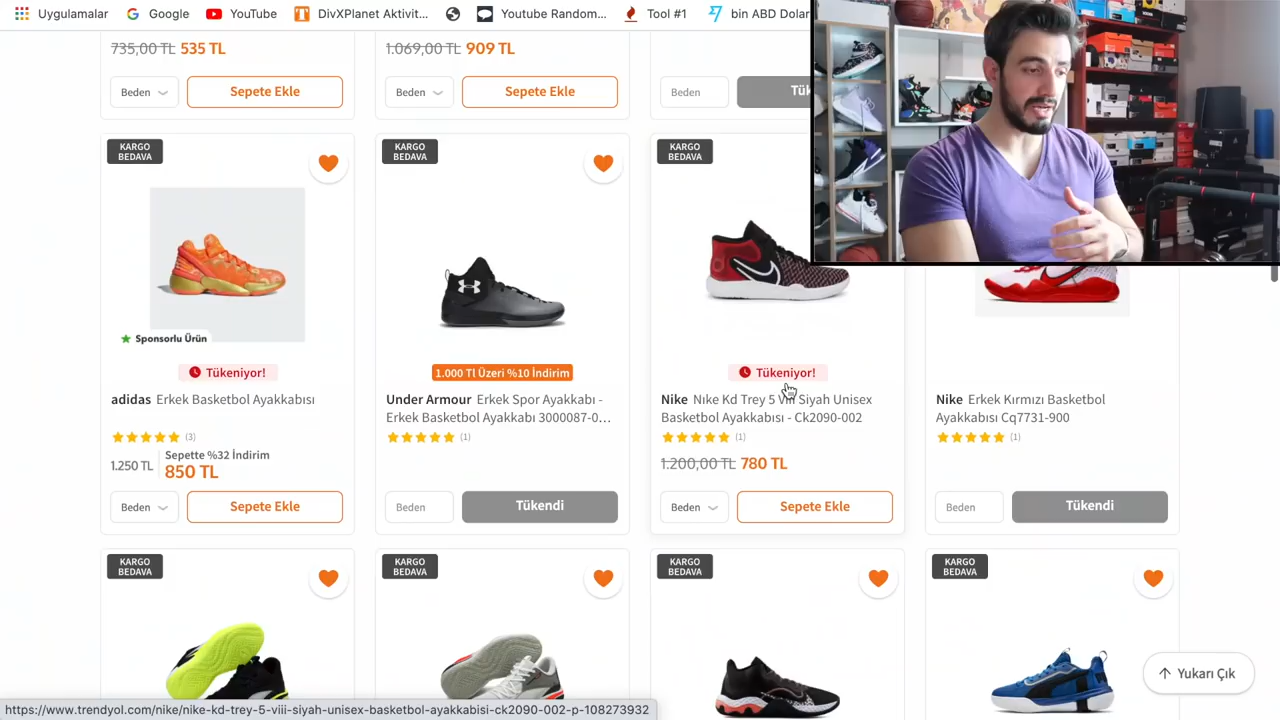 Uygulamalar
Google
YouTube
DivXPlanet Aktivit...
Youtube Random...
Tool #1
bin ABD Dolar
735,00 TL 535 TL
1.069,00 TL 909 TL
Beden
Sepete Ekle
Beden
Sepete Ekle
Beden
Tük
KARGO
BEDAVA
KARGO
BEDAVA
KARGO
BEDAVA
Sponsorlu Ürün
Tükeniyor!
1.000 Tl Üzeri %10 İndirim
Tükeniyor!
adidas Erkek Basketbol Ayakkabısı
(3)
1.250 TL
Sepette %32 İndirim
850 TL
Beden
Sepete Ekle
Under Armour Erkek Spor Ayakkabı -
Erkek Basketbol Ayakkabı 3000087-0...
(1)
Beden
Tükendi
Nike Nıke Kd Trey 5 Vııı Siyah Unisex
Basketbol Ayakkabısı - Ck2090-002
(1)
1.200,00 TL 780 TL
Beden
Sepete Ekle
Nike Erkek Kırmızı Basketbol
Ayakkabısı Cq7731-900
(1)
Beden
Tükendi
KARGO
BEDAVA
KARGO
BEDAVA
KARGO
BEDAVA
KARGO
BEDAVA
Yukarı Çık
https://www.trendyol.com/nike/nike-kd-trey-5-viii-siyah-unisex-basketbol-ayakkabisi-ck2090-002-p-108273932